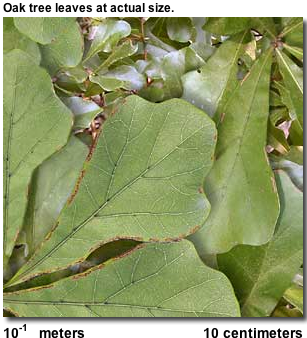 Oak tree leaves at actual size.
10⁻¹ meters 10 centimeters